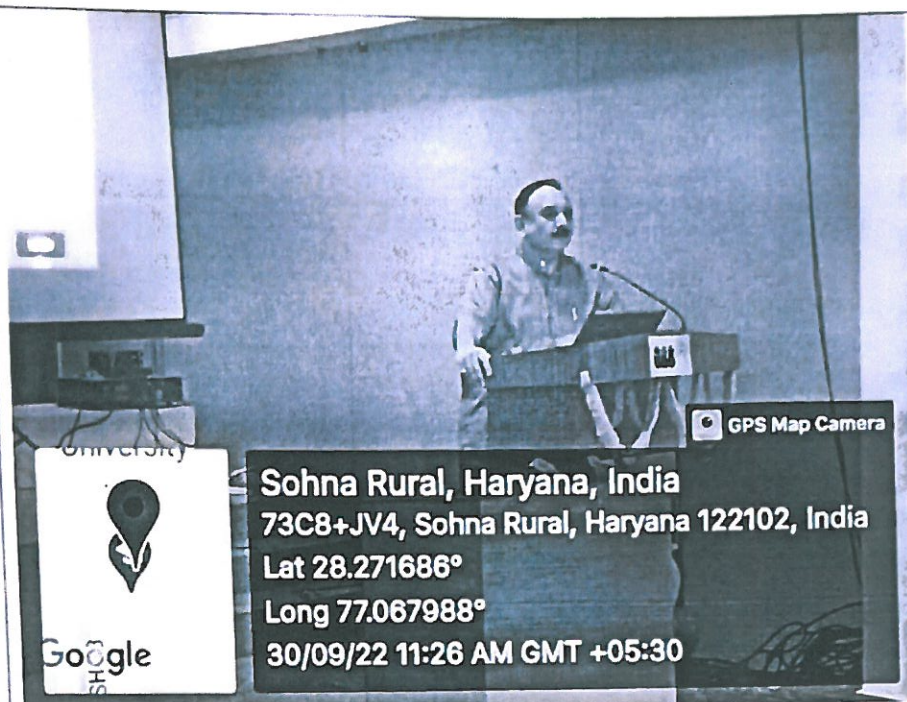 GPS Map Camera
University
Google
Sohna Rural, Haryana, India
73C8+JV4, Sohna Rural, Haryana 122102, India
Lat 28.271686°
Long 77.067988°
30/09/22 11:26 AM GMT +05:30